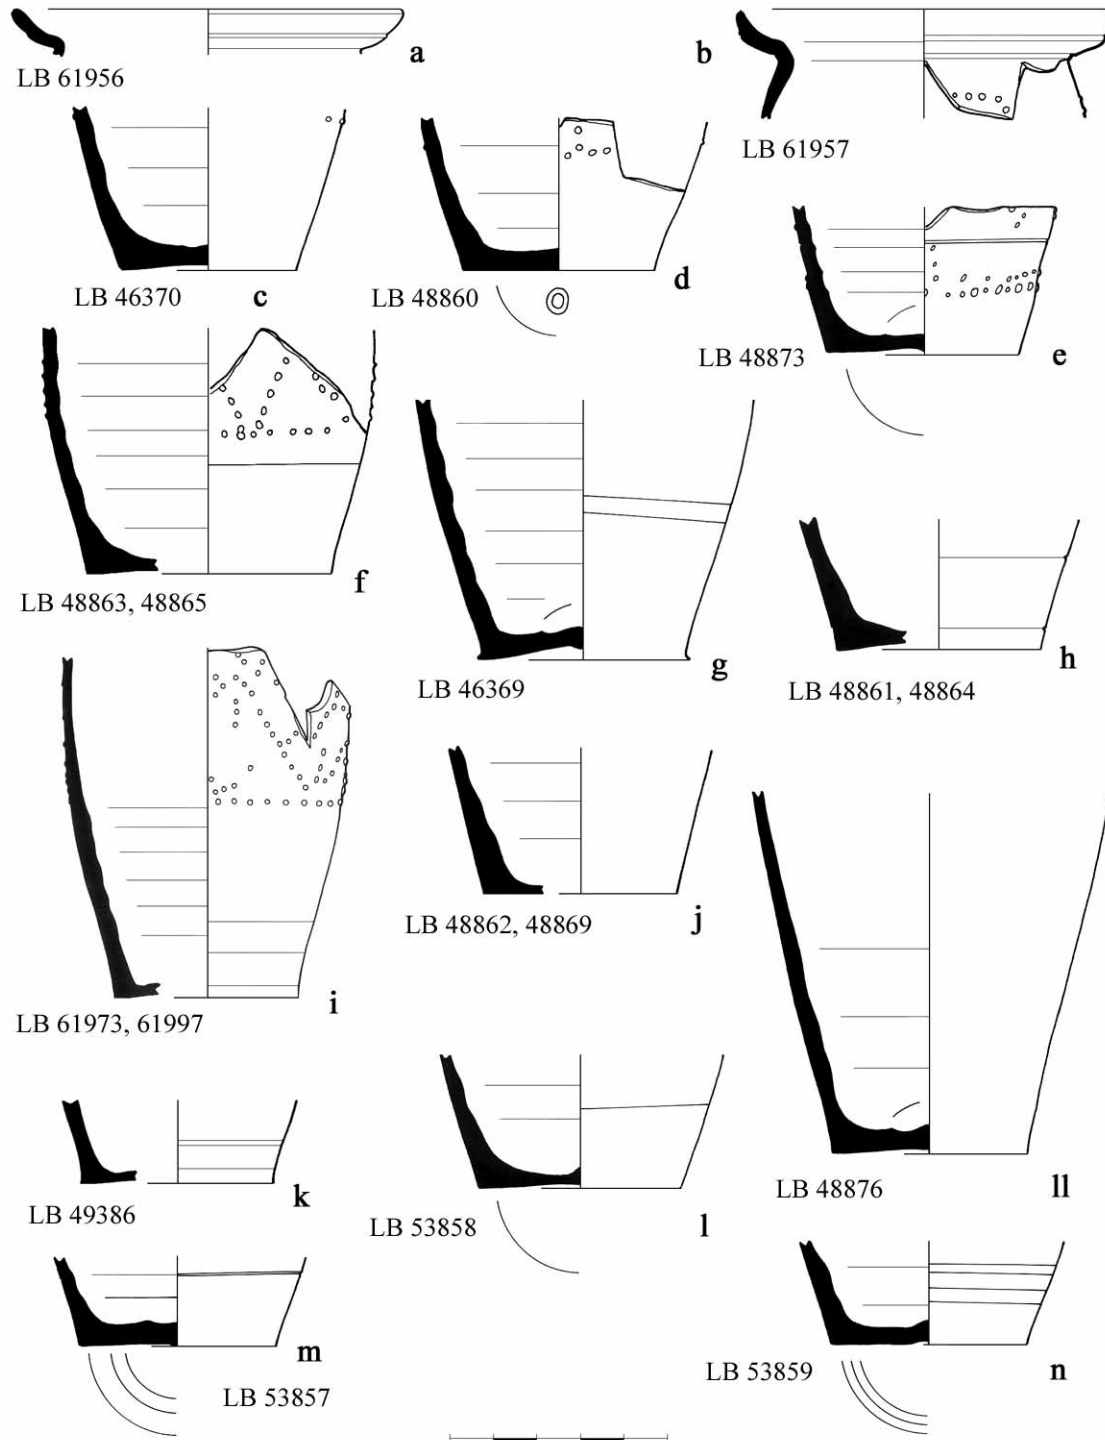 a
LB 61956
b
LB 61957
LB 46370
c
LB 48860
d
LB 48873
e
f
LB 48863, 48865
g
LB 46369
h
LB 48861, 48864
i
LB 61973, 61997
j
LB 48862, 48869
k
LB 49386
l
LB 53858
ll
LB 48876
m
LB 53857
n
LB 53859